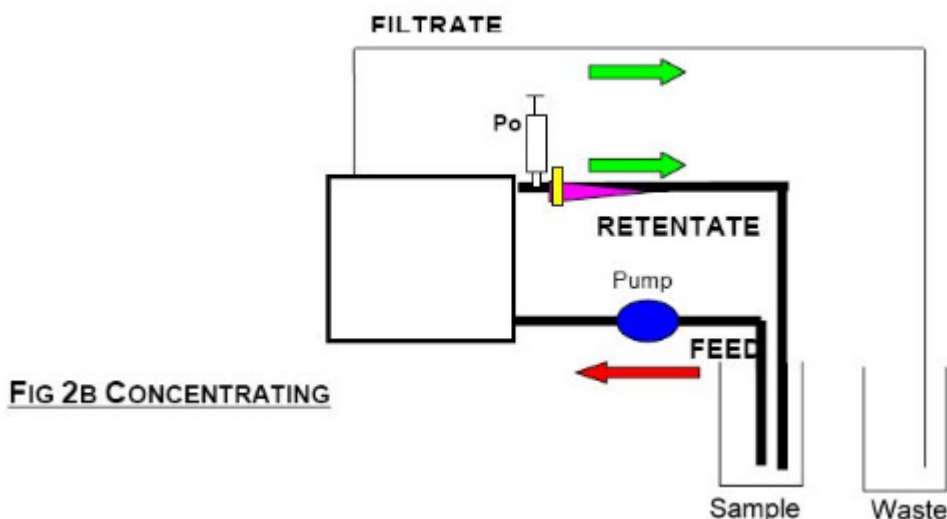 FILTRATE
Po
RETENTATE
Pump
FEED
FIG 2B CONCENTRATING
Sample
Waste